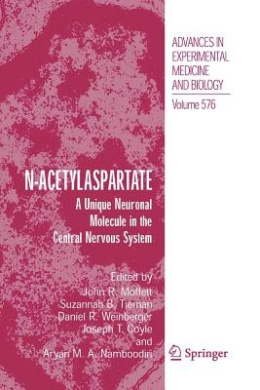 ADVANCES IN
EXPERIMENTAL
MEDICINE
AND BIOLOGY
Volume 576
N-ACETYLASPARTATE
A Unique Neuronal
Molecule in the
Central Nervous System
Edited by
John R. Moffett
Suzannah B. Tieman
Daniel R. Weinberger
Joseph T. Coyle
and
Aryan M. A. Namboodiri
Springer